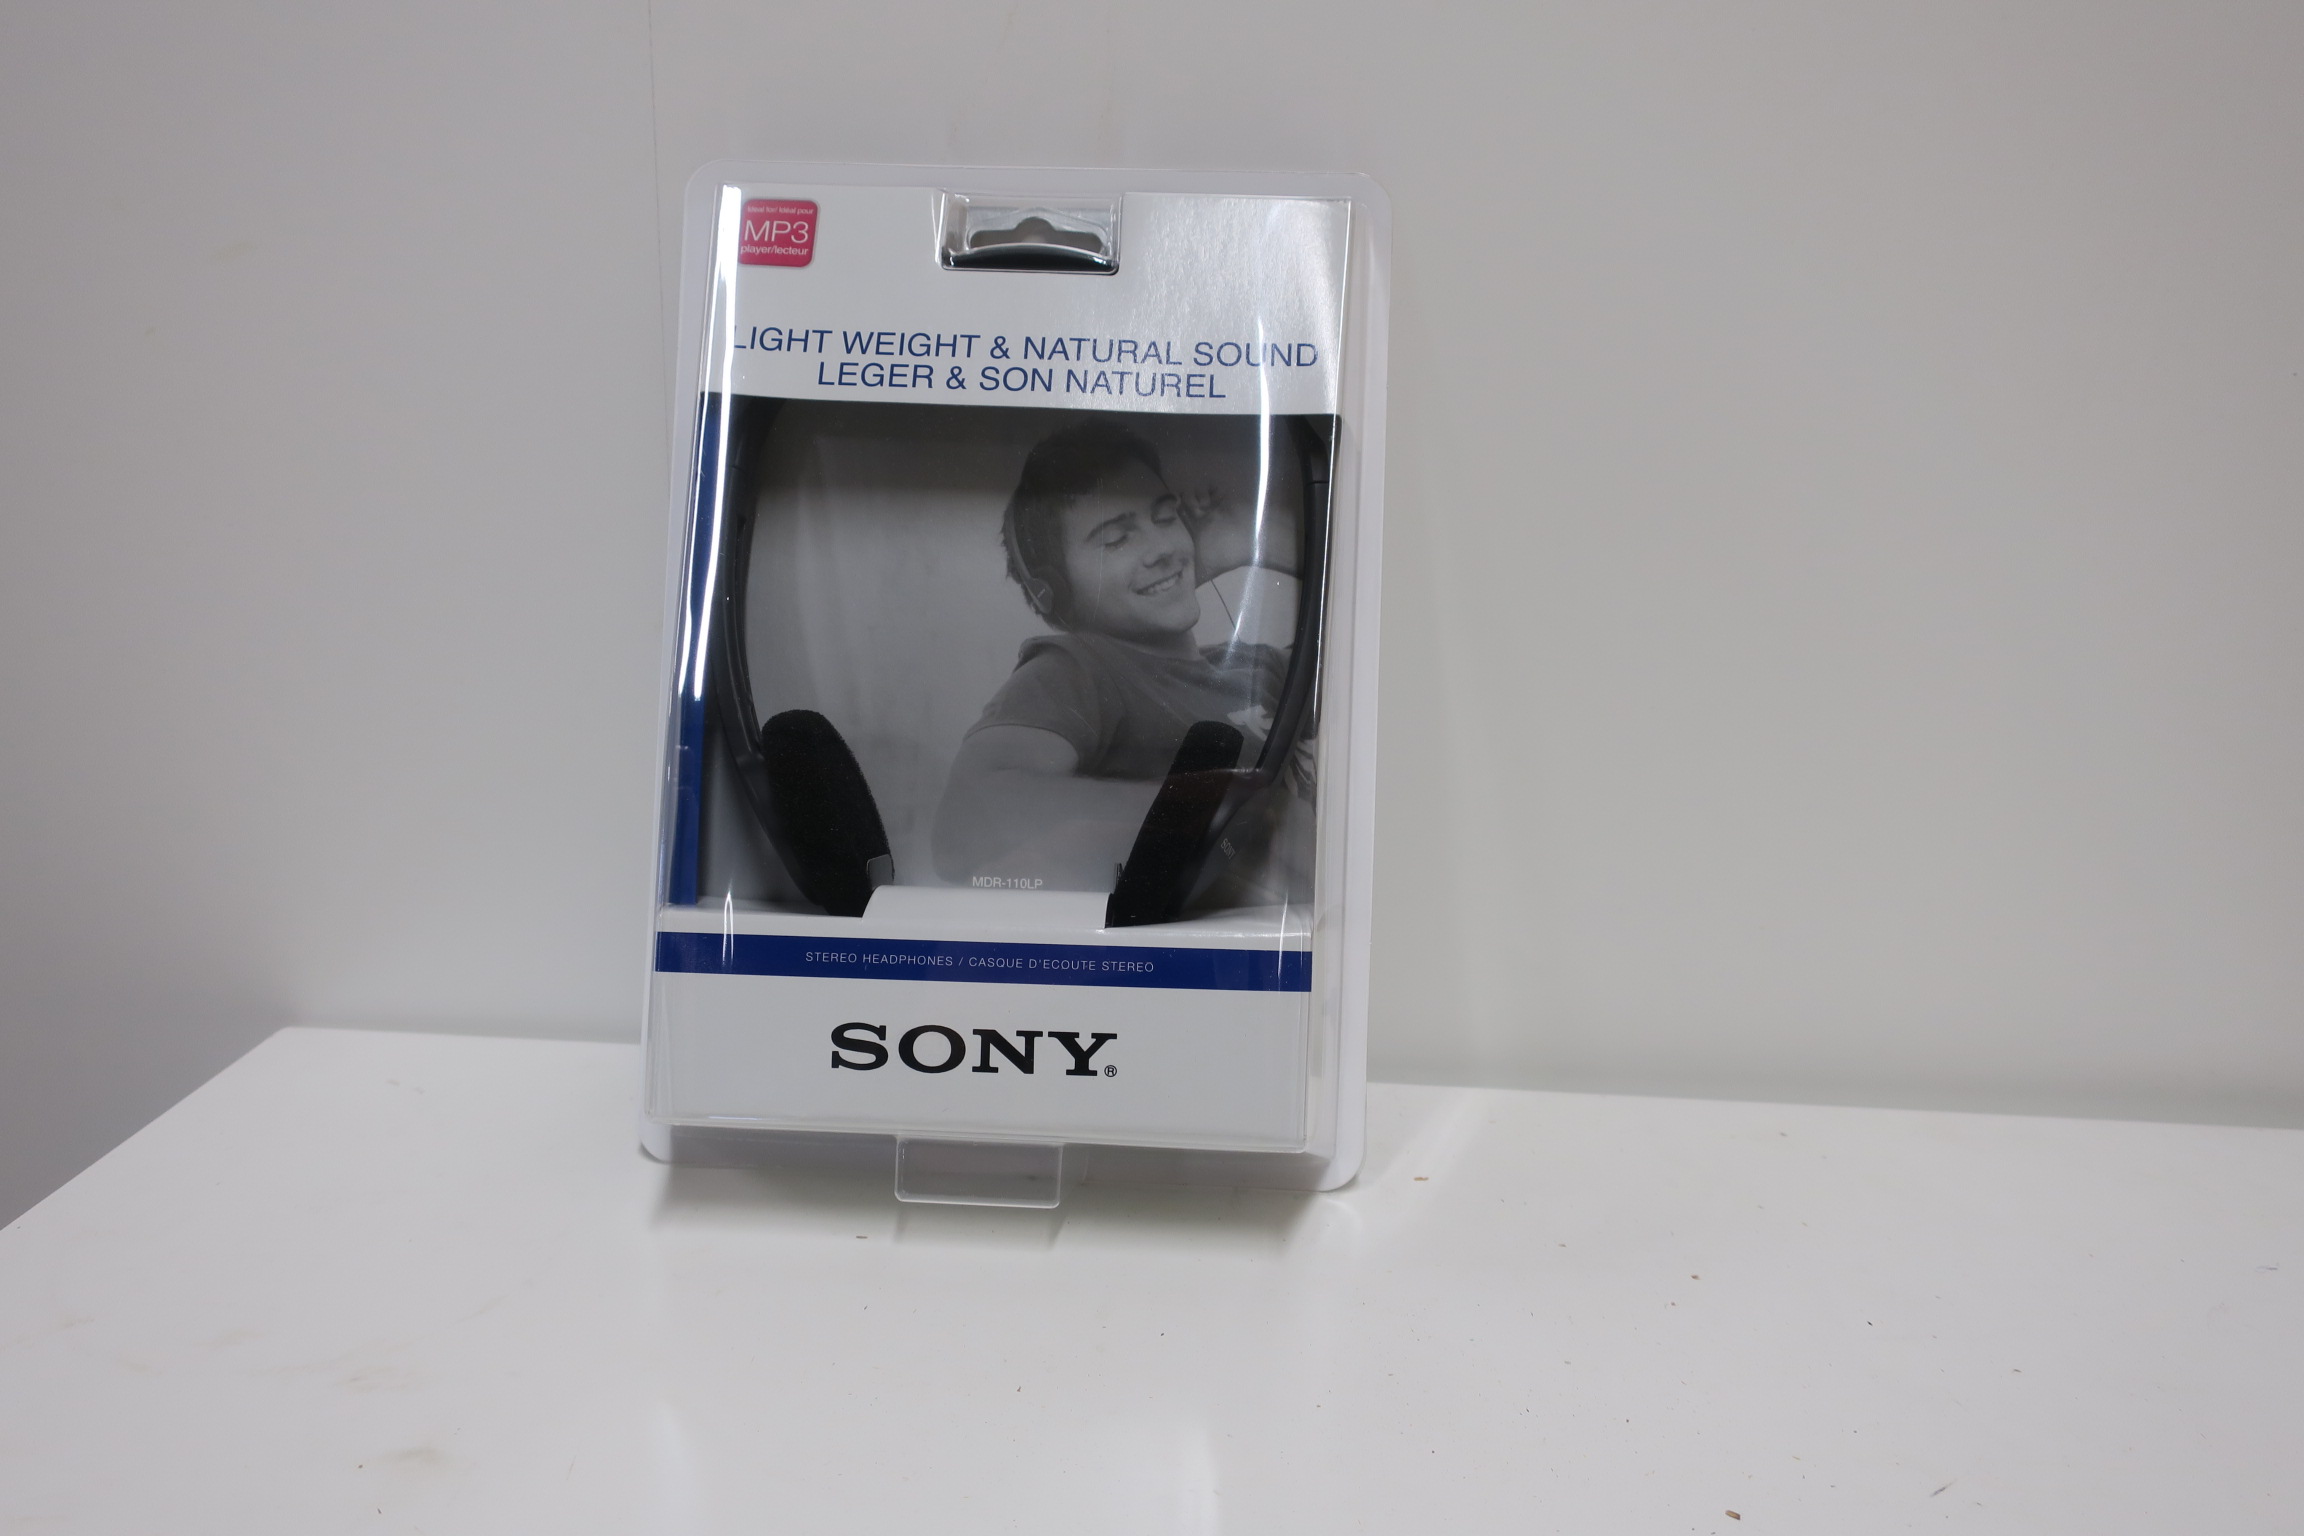 Ideal for/ Idéal pour
MP3
player/lecteur
LIGHT WEIGHT & NATURAL SOUND
LEGER & SON NATUREL
SONY
MDR-110LP
STEREO HEADPHONES / CASQUE D'ECOUTE STEREO
SONY®